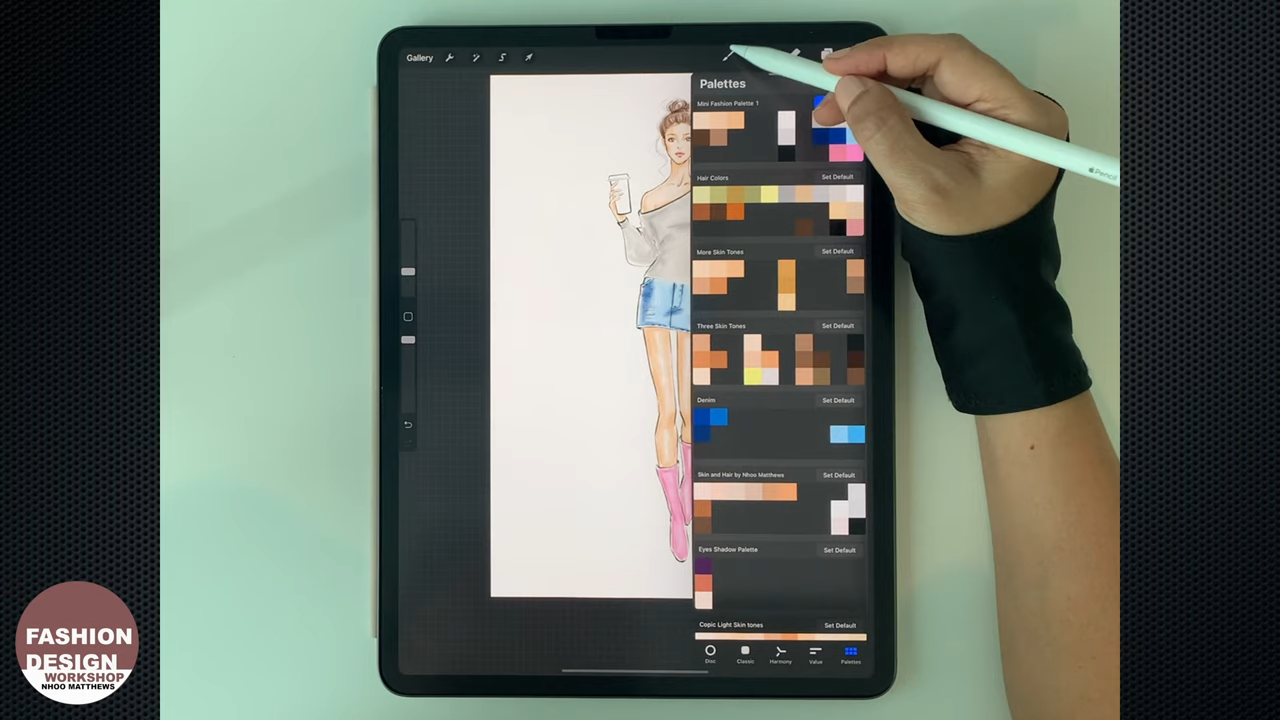 Gallery
Palettes
Mini Fashion Palette 1
Hair Colors
Set Default
More Skin Tones
Set Default
Three Skin Tones
Set Default
Denim
Set Default
Skin and Hair by Nhoo Matthews
Set Default
Eyes Shadow Palette
Set Default
Copic Light Skin tones
Set Default
Disc
Classic
Harmony
Value
Palettes
Pencil
FASHION
DESIGN
WORKSHOP
NHOO MATTHEWS